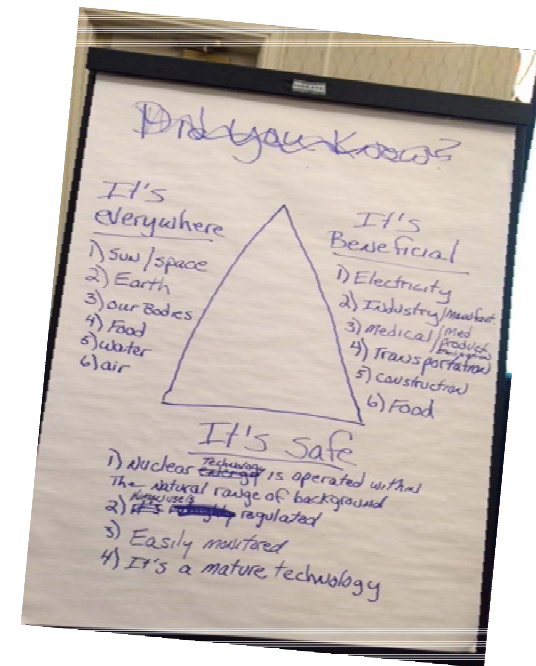 Did you know?
It's
everywhere
1) Sun/space
2) Earth
3) our Bodies
4) Food
5) water
6) air
It's
Beneficial
1) Electricity
2) Industry/
3) Medical/med
product
4) Transportation
5) construction
6) Food
It's safe
1) Nuclear Technology is operated within
The natural range of background
2) regulated
3) Easily monitored
4) It's a mature technology